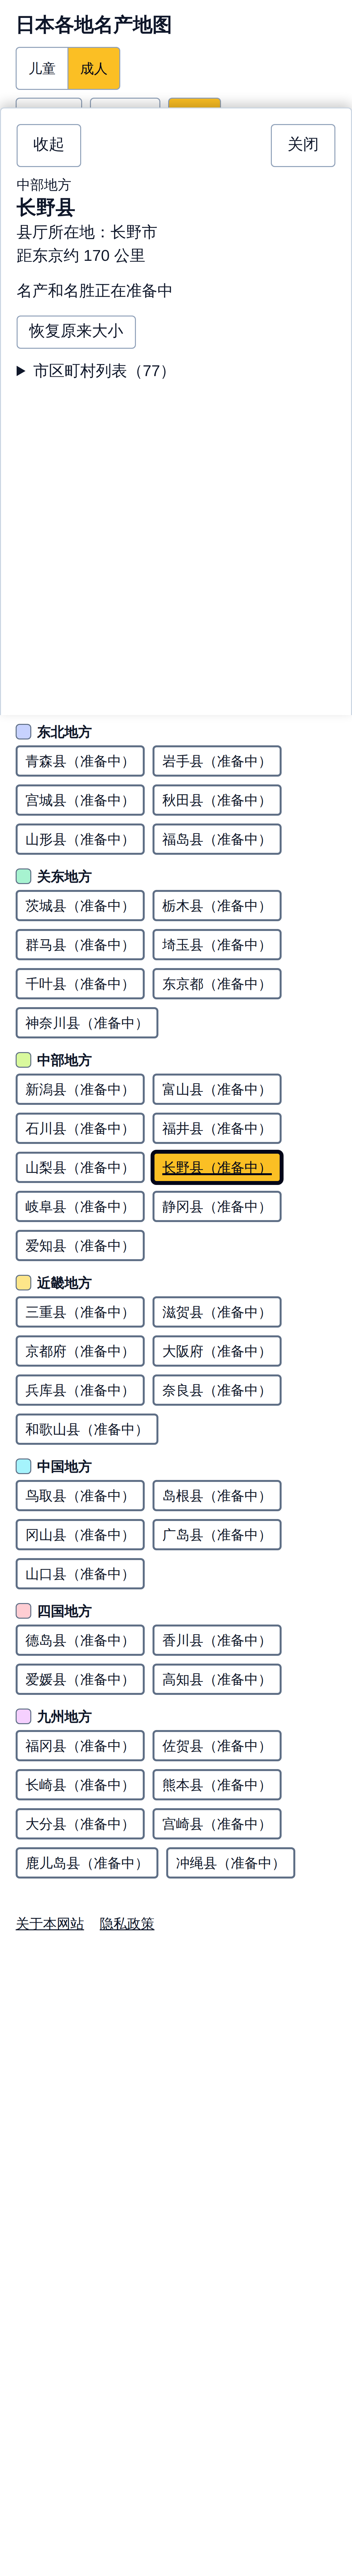 日本各地名产地图
儿童 成人
收起 关闭
中部地方
长野县
县厅所在地：长野市
距东京约 170 公里
名产和名胜正在准备中
恢复原来大小
▶ 市区町村列表（77）
东北地方
青森县（准备中） 岩手县（准备中）
宫城县（准备中） 秋田县（准备中）
山形县（准备中） 福岛县（准备中）
关东地方
茨城县（准备中） 栃木县（准备中）
群马县（准备中） 埼玉县（准备中）
千叶县（准备中） 东京都（准备中）
神奈川县（准备中）
中部地方
新潟县（准备中） 富山县（准备中）
石川县（准备中） 福井县（准备中）
山梨县（准备中） 长野县（准备中）
岐阜县（准备中） 静冈县（准备中）
爱知县（准备中）
近畿地方
三重县（准备中） 滋贺县（准备中）
京都府（准备中） 大阪府（准备中）
兵库县（准备中） 奈良县（准备中）
和歌山县（准备中）
中国地方
鸟取县（准备中） 岛根县（准备中）
冈山县（准备中） 广岛县（准备中）
山口县（准备中）
四国地方
德岛县（准备中） 香川县（准备中）
爱媛县（准备中） 高知县（准备中）
九州地方
福冈县（准备中） 佐贺县（准备中）
长崎县（准备中） 熊本县（准备中）
大分县（准备中） 宫崎县（准备中）
鹿儿岛县（准备中） 冲绳县（准备中）
关于本网站 隐私政策